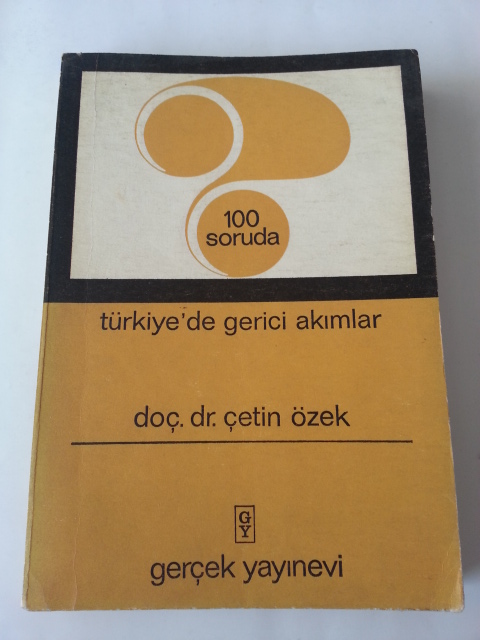 100
soruda
türkiye'de gerici akımlar
doç. dr. çetin özek
G
Y
gerçek yayınevi